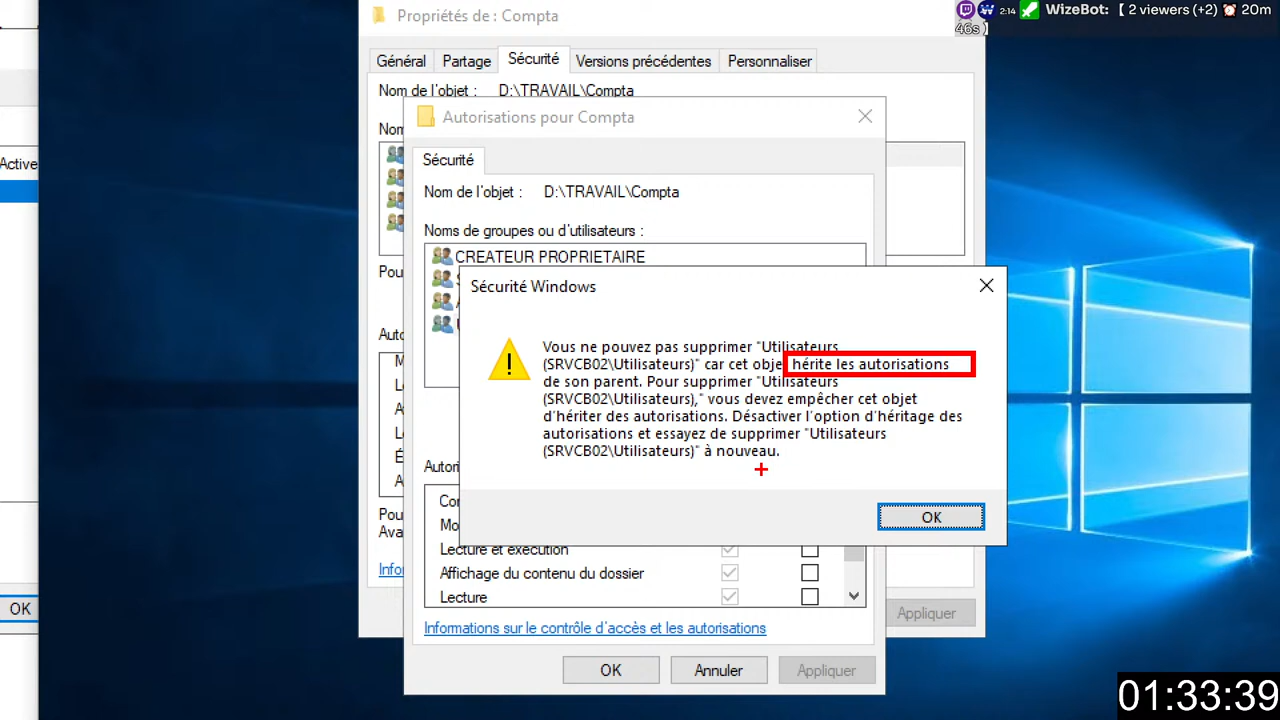 Propriétés de : Compta
2:14
WizeBot: 【 2 viewers (+2) ⏰ 20m
46s 】
Général
Partage
Sécurité
Versions précédentes
Personnaliser
Nom de l'objet :
D:\TRAVAIL\Compta
Autorisations pour Compta
Active
Sécurité
Nom de l'objet :
D:\TRAVAIL\Compta
Noms de groupes ou d'utilisateurs :
CREATEUR PROPRIETAIRE
Sécurité Windows
Vous ne pouvez pas supprimer "Utilisateurs
(SRVCB02\Utilisateurs)" car cet obje hérite les autorisations
de son parent. Pour supprimer "Utilisateurs
(SRVCB02\Utilisateurs)," vous devez empêcher cet objet
d'hériter des autorisations. Désactiver l'option d'héritage des
autorisations et essayez de supprimer "Utilisateurs
(SRVCB02\Utilisateurs)" à nouveau.
OK
Lecture et exécution
Affichage du contenu du dossier
Lecture
Informations sur le contrôle d'accès et les autorisations
OK
Appliquer
OK
Annuler
Appliquer
01:33:39